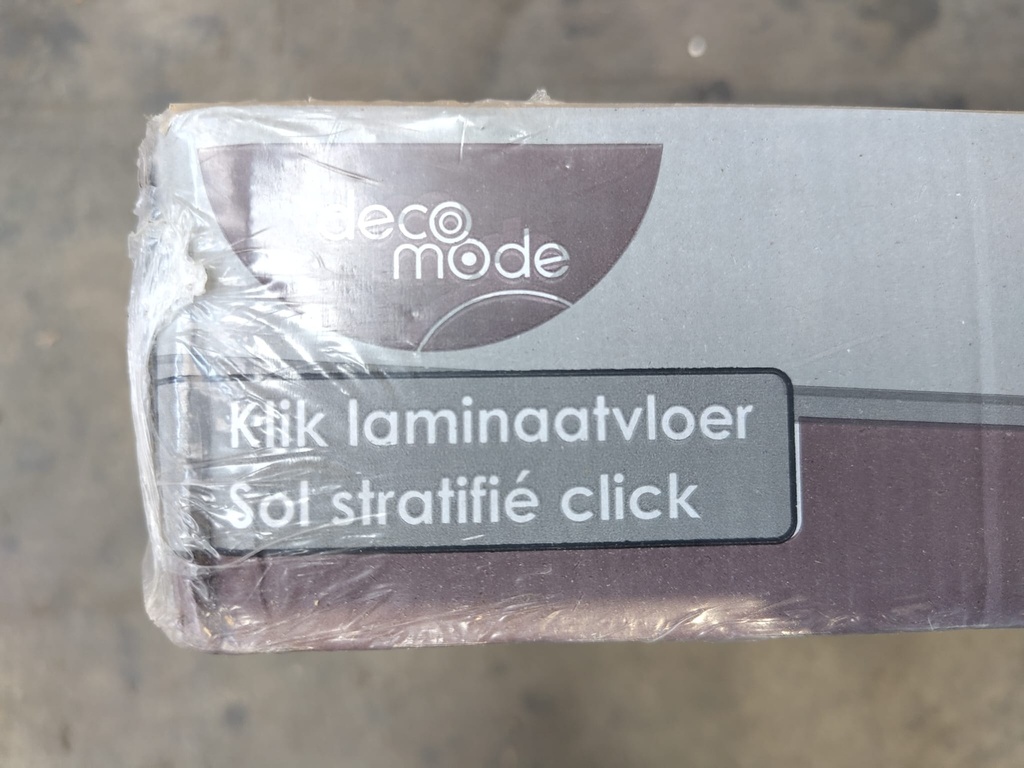 deco
mode
Klik laminaatvloer
Sol stratifié click